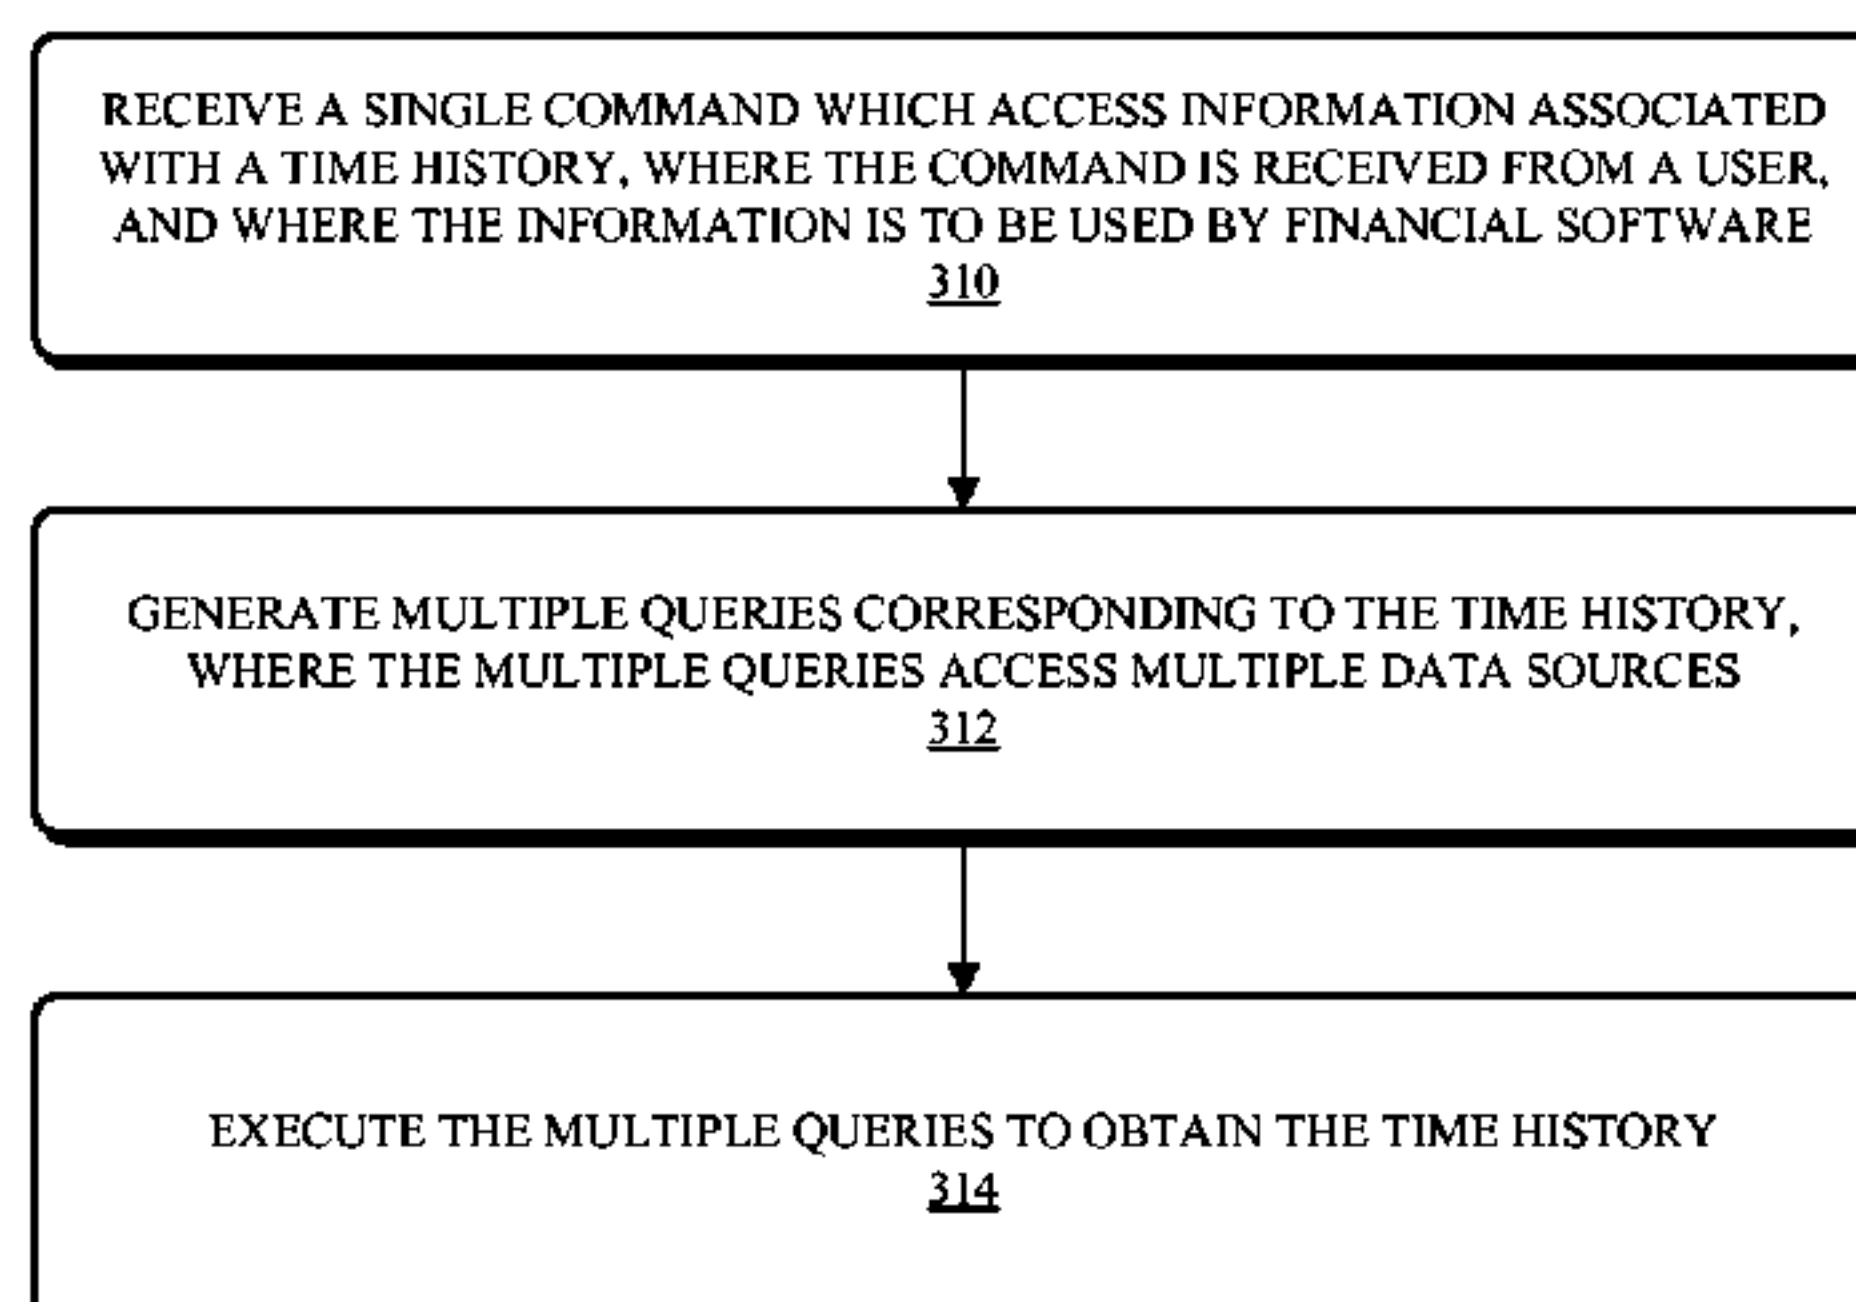 RECEIVE A SINGLE COMMAND WHICH ACCESS INFORMATION ASSOCIATED
WITH A TIME HISTORY, WHERE THE COMMAND IS RECEIVED FROM A USER,
AND WHERE THE INFORMATION IS TO BE USED BY FINANCIAL SOFTWARE
310
GENERATE MULTIPLE QUERIES CORRESPONDING TO THE TIME HISTORY,
WHERE THE MULTIPLE QUERIES ACCESS MULTIPLE DATA SOURCES
312
EXECUTE THE MULTIPLE QUERIES TO OBTAIN THE TIME HISTORY
314